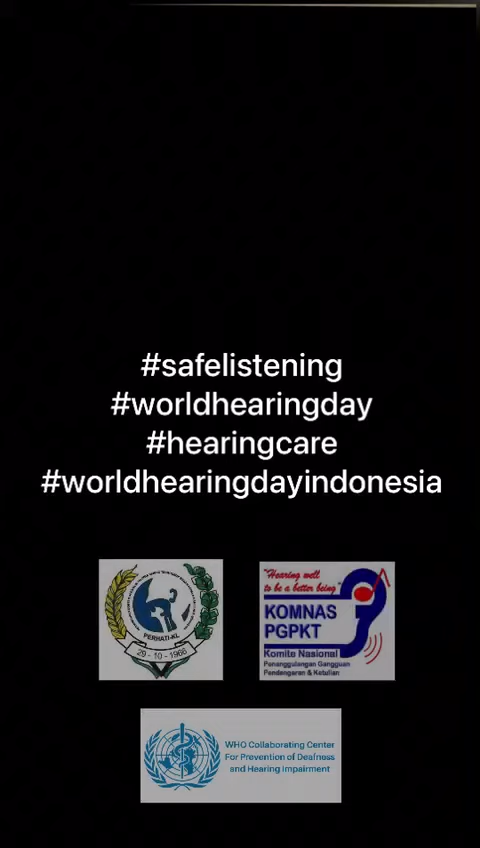 #safelistening
#worldhearingday
#hearingcare
#worldhearingdayindonesia
PERHATI-KL
29 - 10 - 1966
"Hearing well
to be a better being"
KOMNAS
PGPKT
Komite Nasional
Penanggulangan Gangguan
Pendengaran & Ketulian
WHO Collaborating Center
For Prevention of Deafness
and Hearing Impairment